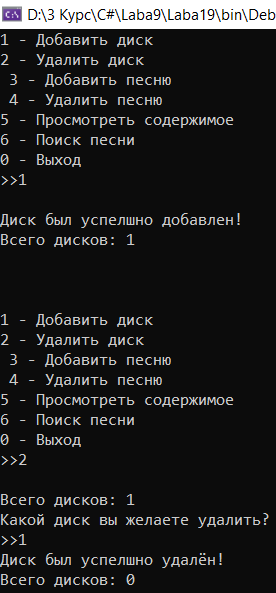 D:\3 Курс\C#\Laba9\Laba19\bin\Deb
1 - Добавить диск
2 - Удалить диск
3 - Добавить песню
4 - Удалить песню
5 - Просмотреть содержимое
6 - Поиск песни
0 - Выход
>>1
Диск был успелшно добавлен!
Всего дисков: 1
1 - Добавить диск
2 - Удалить диск
3 - Добавить песню
4 - Удалить песню
5 - Просмотреть содержимое
6 - Поиск песни
0 - Выход
>>2
Всего дисков: 1
Какой диск вы желаете удалить?
>>1
Диск был успелшно удалён!
Всего дисков: 0